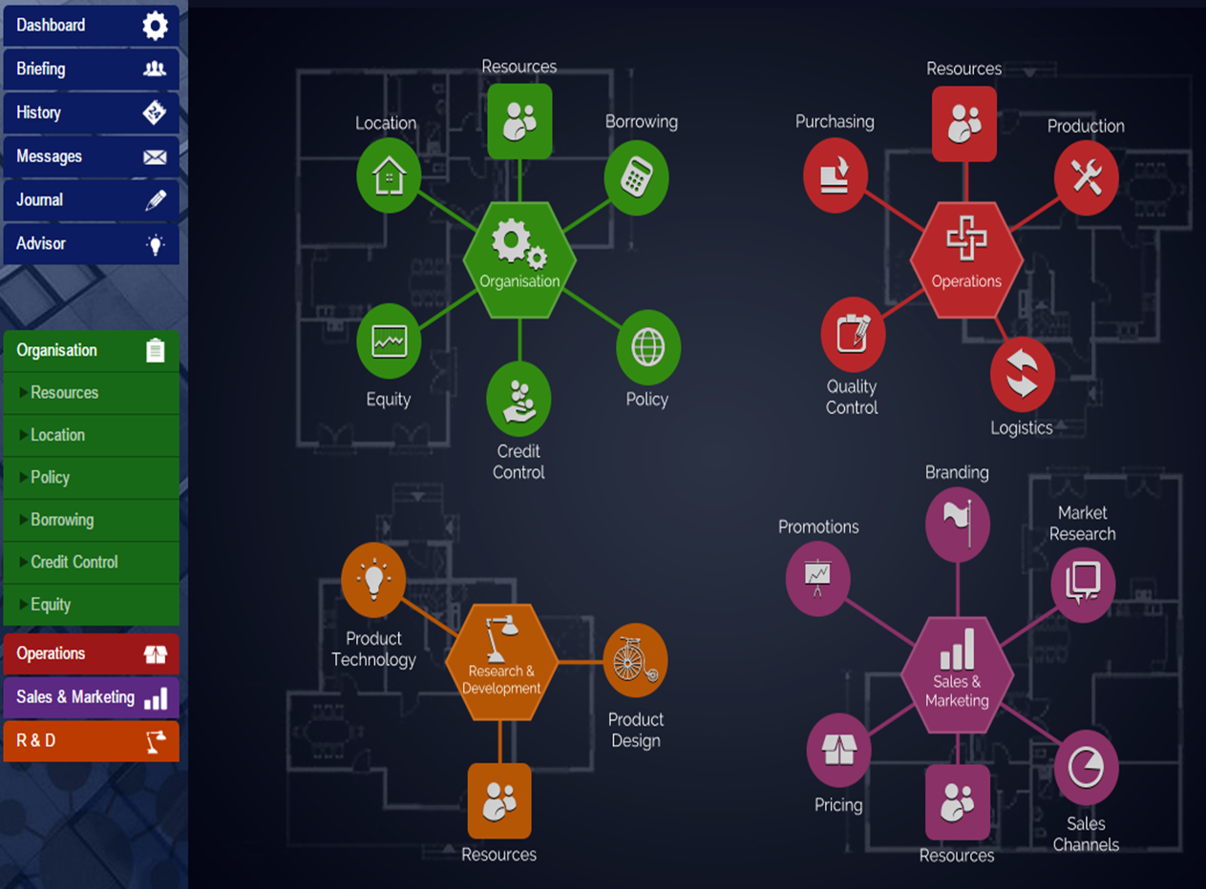 Dashboard
Briefing
History
Messages
Journal
Advisor
Organisation
Resources
Location
Policy
Borrowing
Credit Control
Equity
Operations
Sales & Marketing
R & D
Resources
Location
Borrowing
Organisation
Equity
Policy
Credit
Control
Resources
Purchasing
Production
Operations
Quality
Control
Logistics
Product
Technology
Research &
Development
Product
Design
Resources
Branding
Promotions
Market
Research
Sales &
Marketing
Pricing
Sales
Channels
Resources